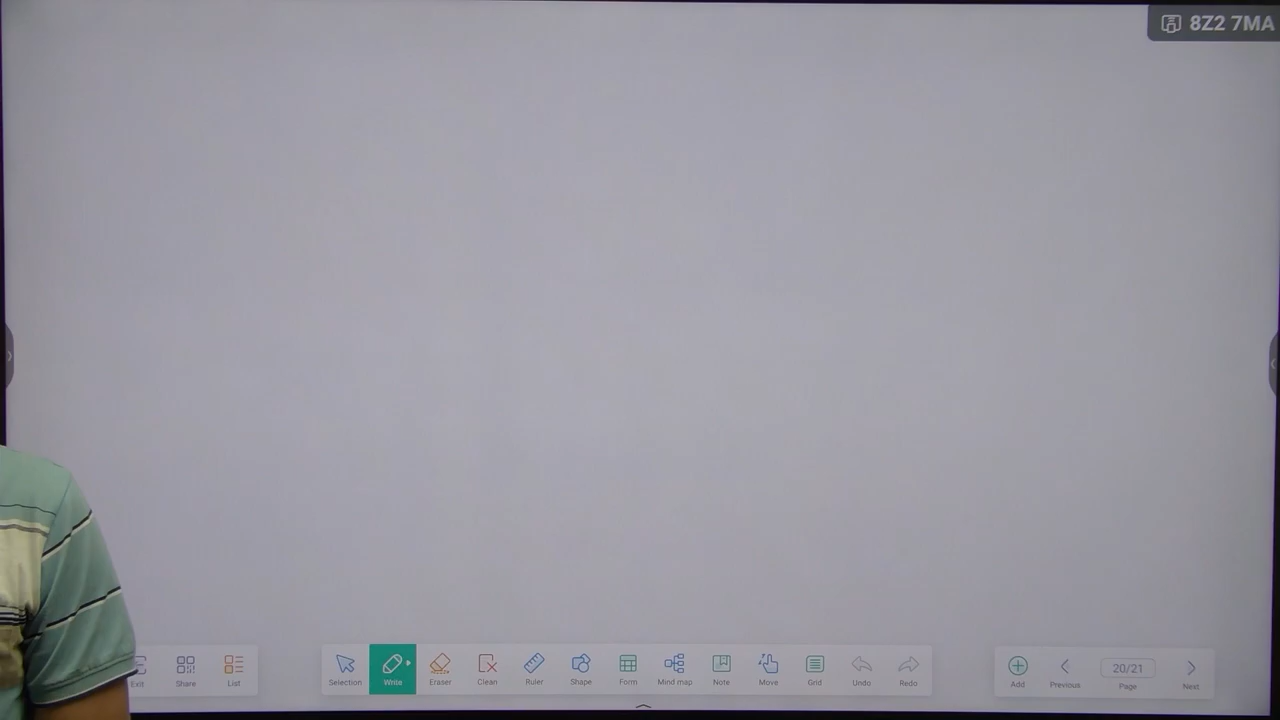 8Z2 7MA
Exit
Share
List
Selection
Write
Eraser
Clean
Ruler
Shape
Form
Mind map
Note
Move
Grid
Undo
Redo
Add
Previous
20/21
Page
Next